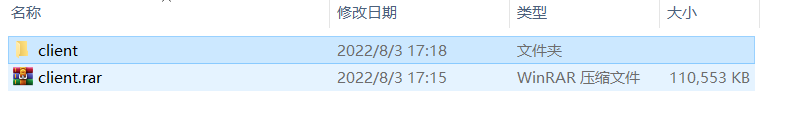 名称 修改日期 类型 大小
client 2022/8/3 17:18 文件夹
client.rar 2022/8/3 17:15 WinRAR 压缩文件 110,553 KB